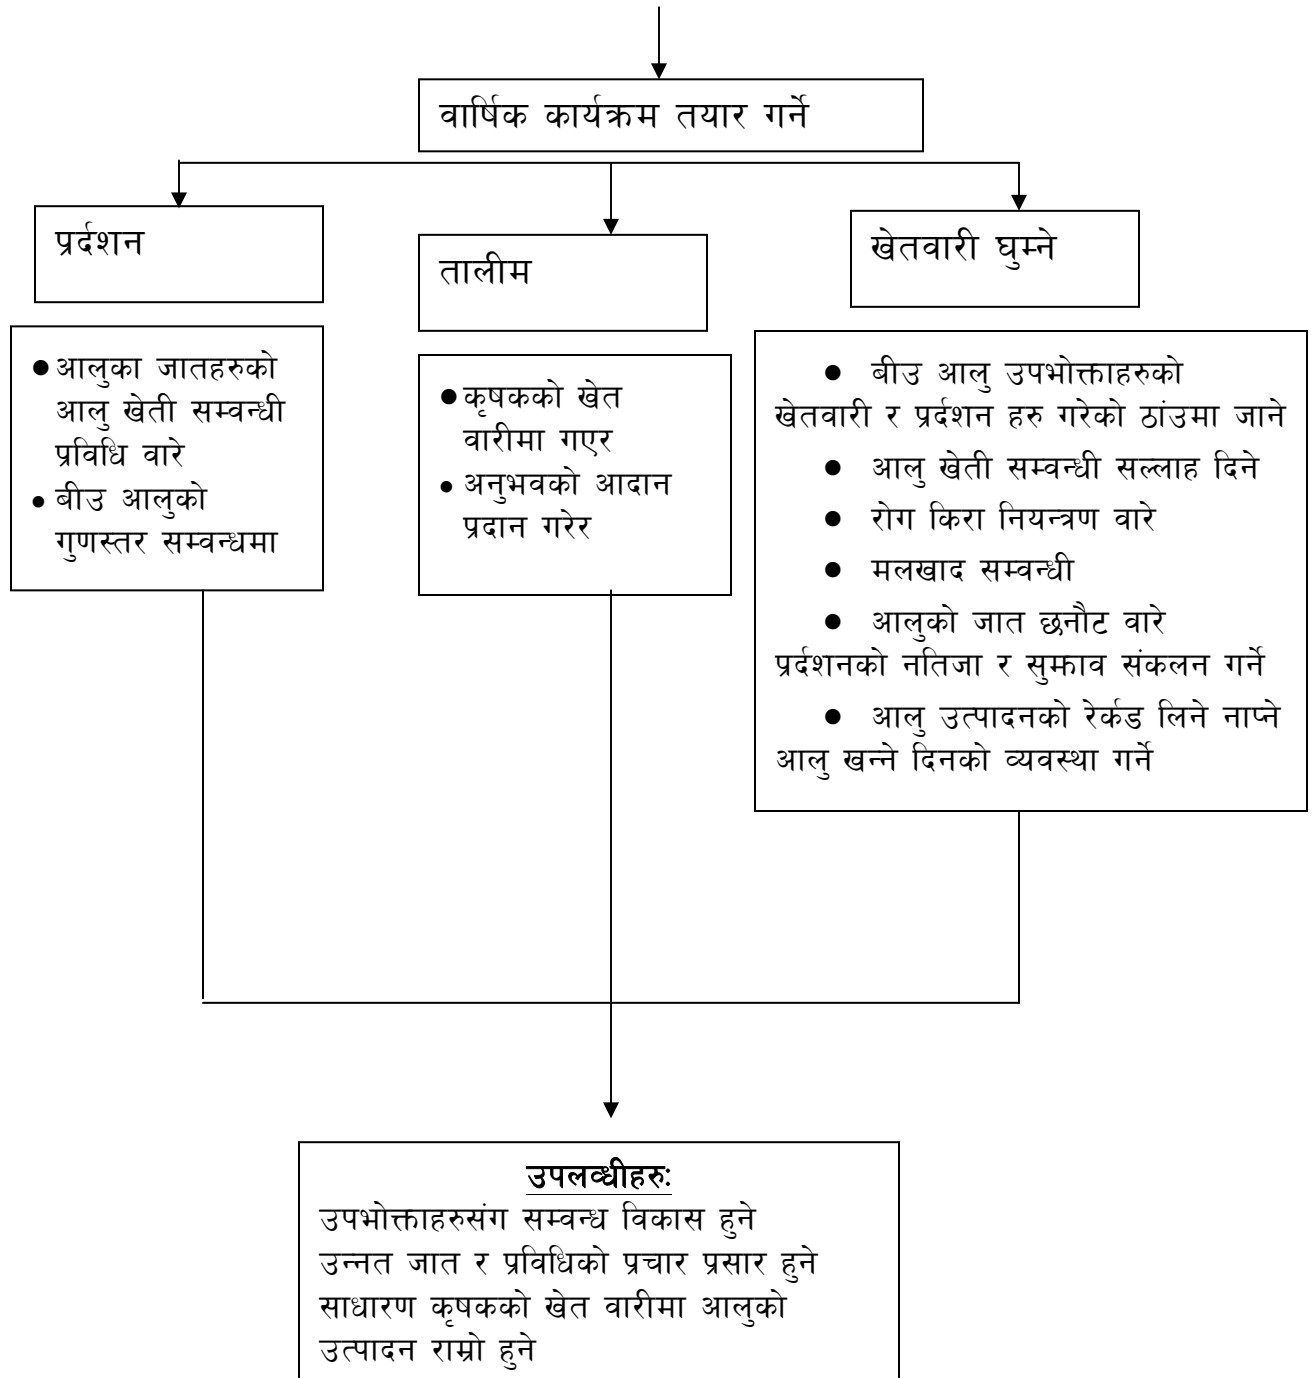 वार्षिक कार्यक्रम तयार गर्ने
प्रर्दशन
तालीम
खेतवारी घुम्ने
● आलुका जातहरुको
आलु खेती सम्वन्धी
प्रविधि वारे
● बीउ आलुको
गुणस्तर सम्वन्धमा
● कृषकको खेत
वारीमा गएर
● अनुभवको आदान
प्रदान गरेर
● बीउ आलु उपभोक्ताहरुको
खेतवारी र प्रर्दशन हरु गरेको ठांउमा जाने
● आलु खेती सम्वन्धी सल्लाह दिने
● रोग किरा नियन्त्रण वारे
● मलखाद सम्वन्धी
● आलुको जात छनौट वारे
प्रर्दशनको नतिजा र सुझाव संकलन गर्ने
● आलु उत्पादनको रेर्कड लिने नाप्ने
आलु खन्ने दिनको व्यवस्था गर्ने
उपलव्धीहरुः
उपभोक्ताहरुसंग सम्वन्ध विकास हुने
उन्नत जात र प्रविधिको प्रचार प्रसार हुने
साधारण कृषकको खेत वारीमा आलुको
उत्पादन राम्रो हुने